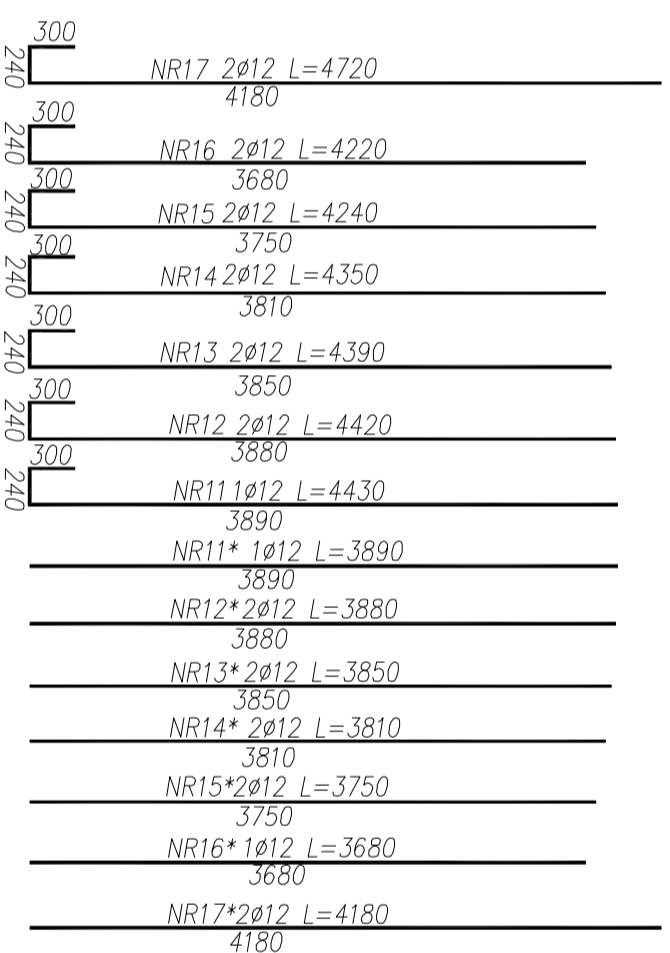 300
240
NR17 2ø12 L=4720
4180
300
240
NR16 2ø12 L=4220
3680
300
240
NR15 2ø12 L=4240
3750
300
240
NR14 2ø12 L=4350
3810
300
240
NR13 2ø12 L=4390
3850
300
240
NR12 2ø12 L=4420
3880
300
240
NR11 1ø12 L=4430
3890
NR11* 1ø12 L=3890
3890
NR12* 2ø12 L=3880
3880
NR13* 2ø12 L=3850
3850
NR14* 2ø12 L=3810
3810
NR15* 2ø12 L=3750
3750
NR16* 1ø12 L=3680
3680
NR17* 2ø12 L=4180
4180